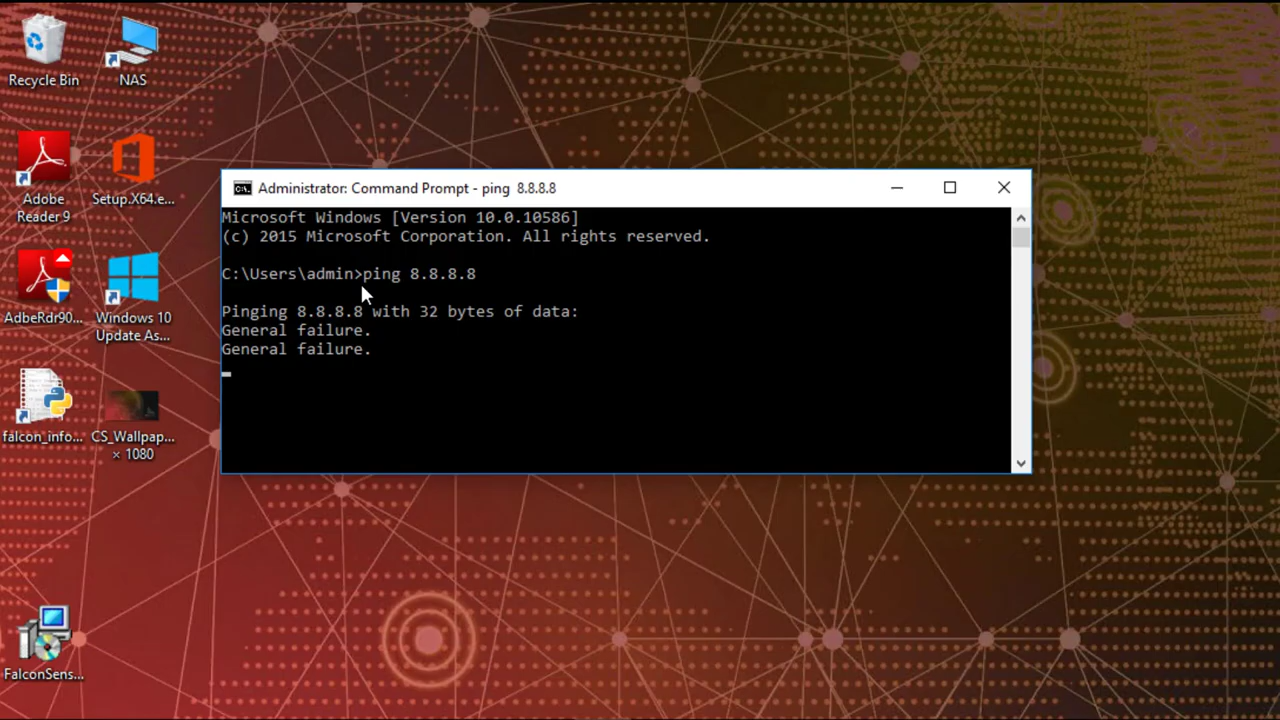 Recycle Bin
NAS
Adobe
Reader 9
Setup.X64.e...
AdbeRdr90...
Windows 10
Update As...
falcon_info...
CS_Wallpap...
× 1080
FalconSens...
Administrator: Command Prompt - ping 8.8.8.8
Microsoft Windows [Version 10.0.10586]
(c) 2015 Microsoft Corporation. All rights reserved.
C:\Users\admin>ping 8.8.8.8
Pinging 8.8.8.8 with 32 bytes of data:
General failure.
General failure.